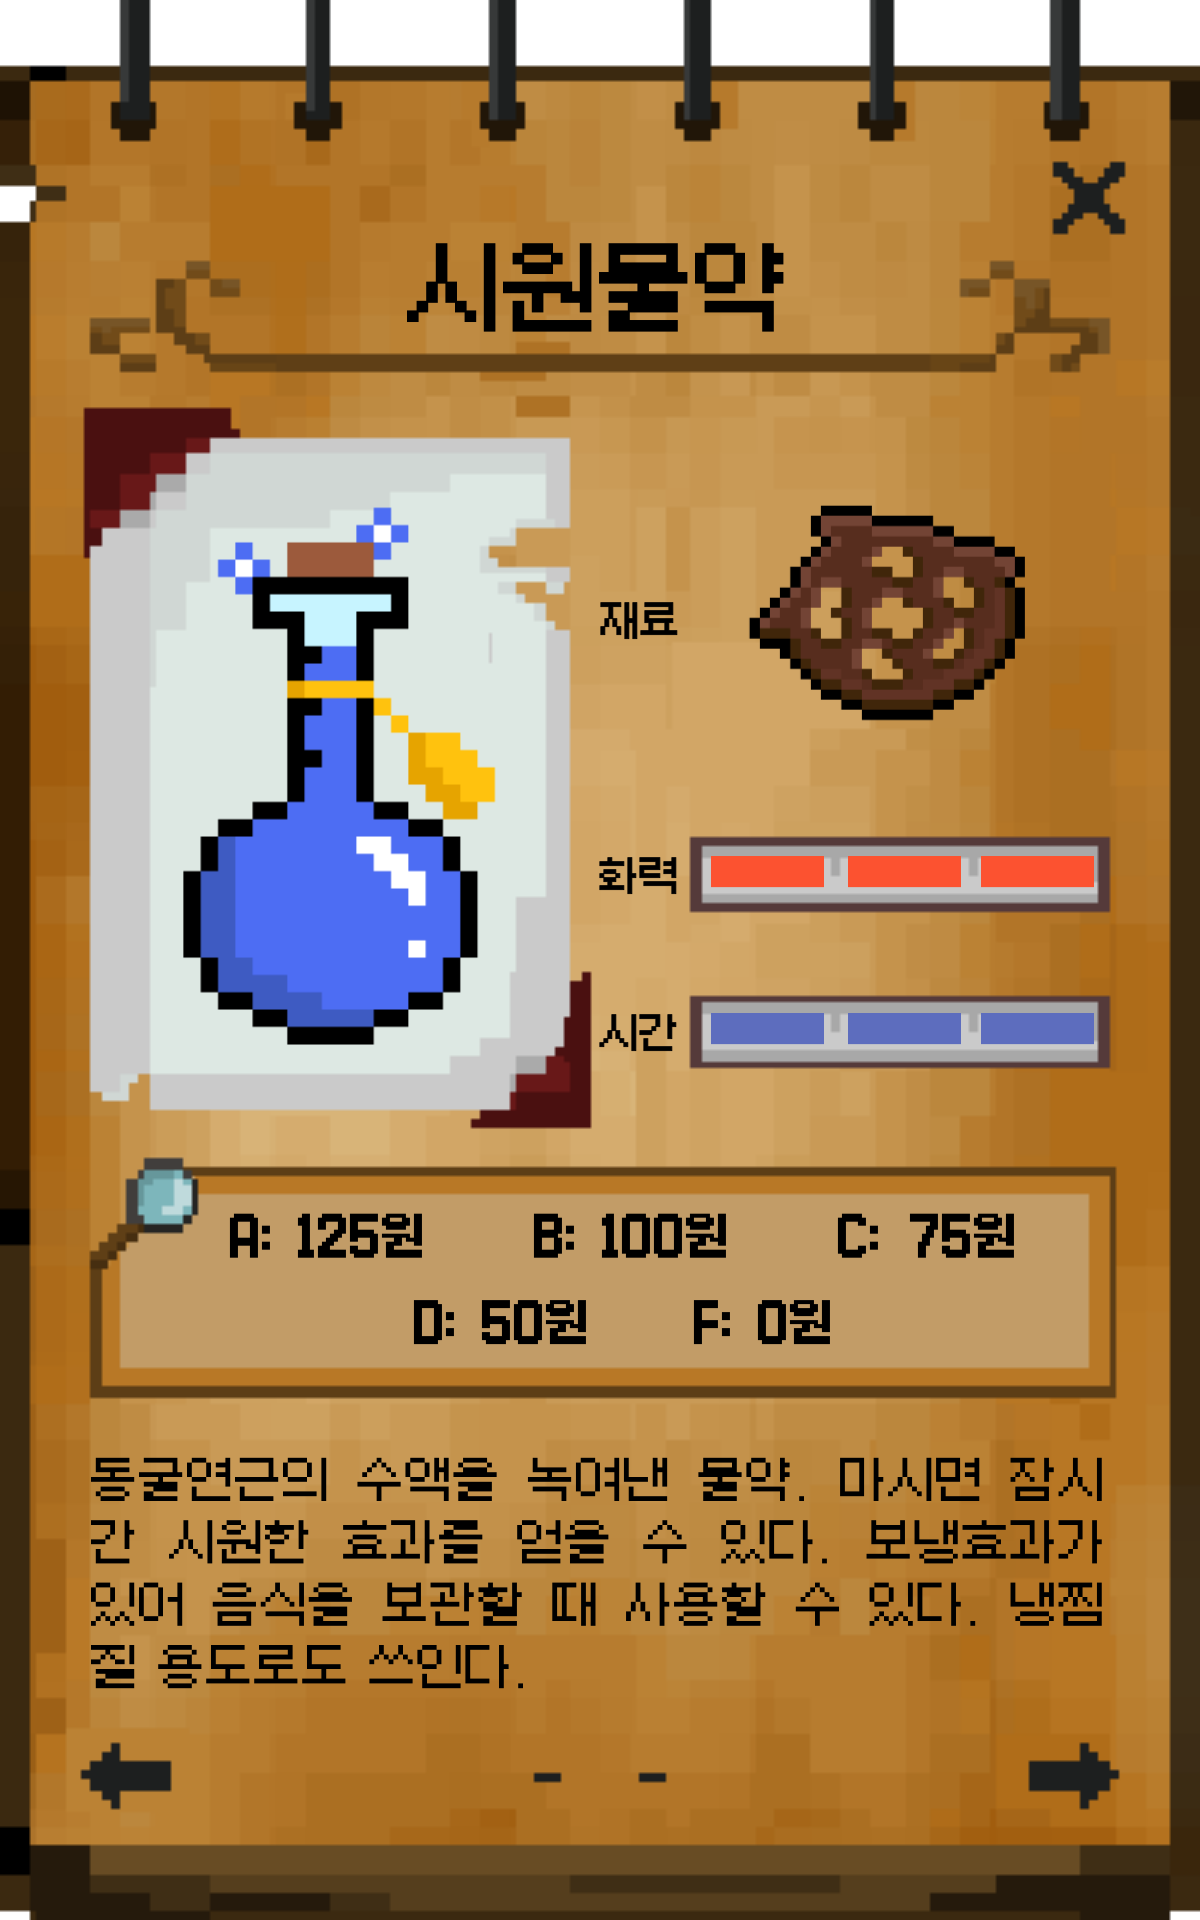 시원물약
재료
화력
시간
A: 125원 B: 100원 C: 75원
D: 50원 F: 0원
동굴연근의 수액을 녹여낸 물약. 마시면 잠시
간 시원한 효과를 얻을 수 있다. 보냉효과가
있어 음식을 보관할 때 사용할 수 있다. 냉찜
질 용도로도 쓰인다.
- -